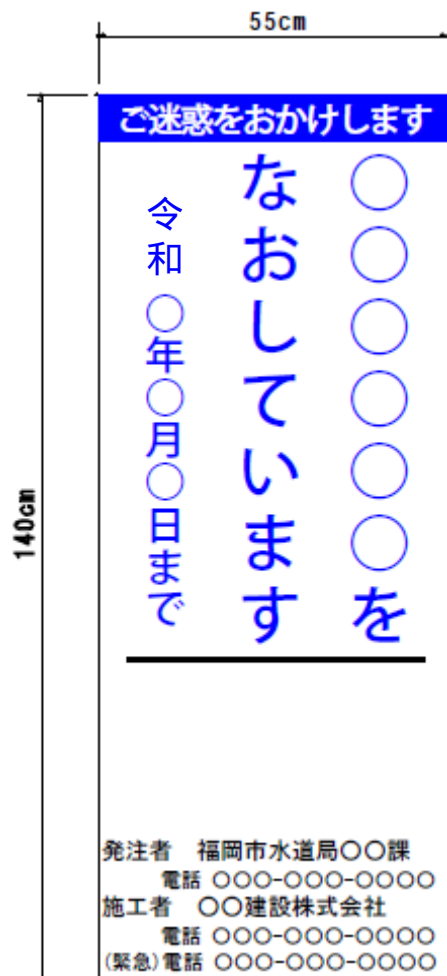 55cm
140cm
ご迷惑をおかけします
〇〇〇〇〇〇を
なおしています
令和 〇年〇月〇日まで
発注者 福岡市水道局〇〇課
電話 〇〇〇-〇〇〇-〇〇〇〇
施工者 〇〇建設株式会社
電話 〇〇〇-〇〇〇-〇〇〇〇
(緊急)電話 〇〇〇-〇〇〇-〇〇〇〇